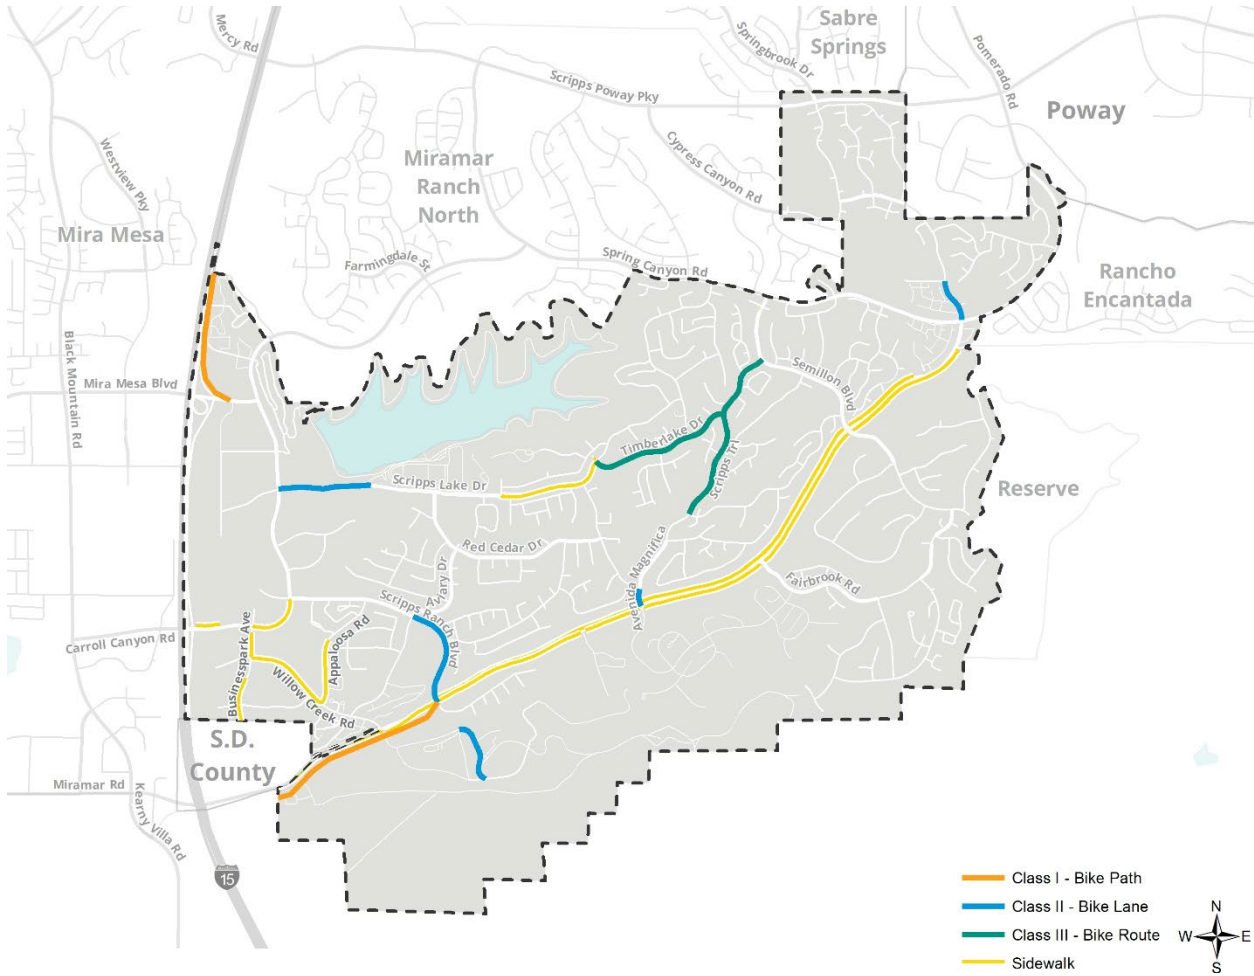 Mercy Rd
Sabre
Springs
Springbrook Dr
Pomerado Rd
Scripps Poway Pky
Poway
Westview Pky
Miramar
Ranch
North
Cypress Canyon Rd
Mira Mesa
Farmingdale St
Spring Canyon Rd
Rancho
Encantada
Black Mountain Rd
Mira Mesa Blvd
Semillon Blvd
Timberlake Dr
Scripps Trl
Scripps Lake Dr
Reserve
Red Cedar Dr
Avenida Magnifica
Aviary Dr
Fairbrook Rd
Scripps Ranch Blvd
Carroll Canyon Rd
Businesspark Ave
Appaloosa Rd
Willow Creek Rd
S.D.
County
Miramar Rd
Kearny Villa Rd
15
Class I - Bike Path
Class II - Bike Lane
Class III - Bike Route
Sidewalk
N
W
E
S